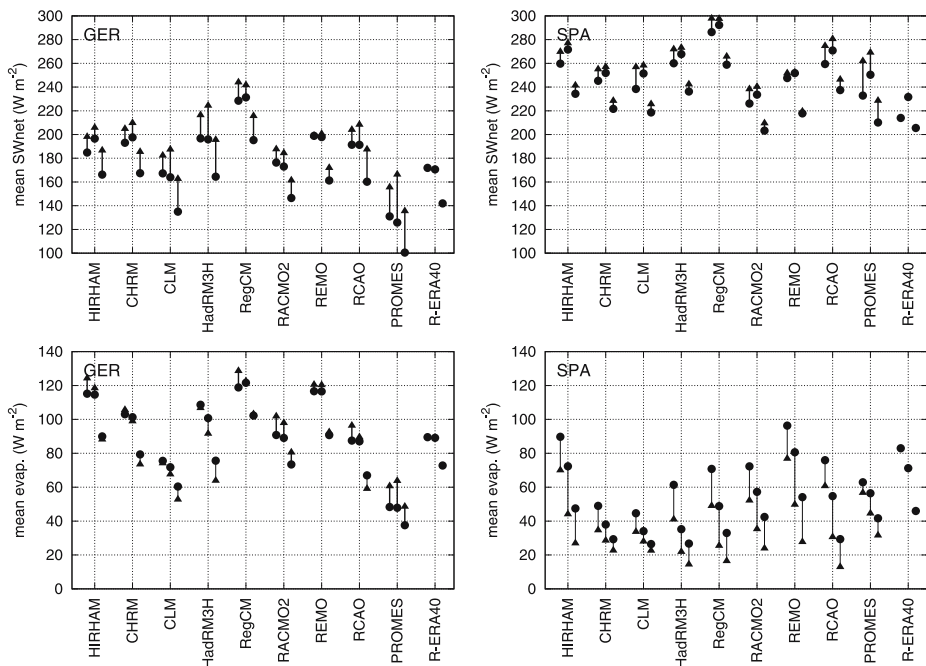 GER
mean SWnet (W m-2)
300
280
260
240
220
200
180
160
140
120
100
HIRHAM
CHRM
CLM
HadRM3H
RegCM
RACMO2
REMO
RCAO
PROMES
R-ERA40
SPA
mean SWnet (W m-2)
300
280
260
240
220
200
180
160
140
120
100
HIRHAM
CHRM
CLM
HadRM3H
RegCM
RACMO2
REMO
RCAO
PROMES
R-ERA40
GER
mean evap. (W m-2)
140
120
100
80
60
40
20
0
HIRHAM
CHRM
CLM
HadRM3H
RegCM
RACMO2
REMO
RCAO
PROMES
R-ERA40
SPA
mean evap. (W m-2)
140
120
100
80
60
40
20
0
HIRHAM
CHRM
CLM
HadRM3H
RegCM
RACMO2
REMO
RCAO
PROMES
R-ERA40